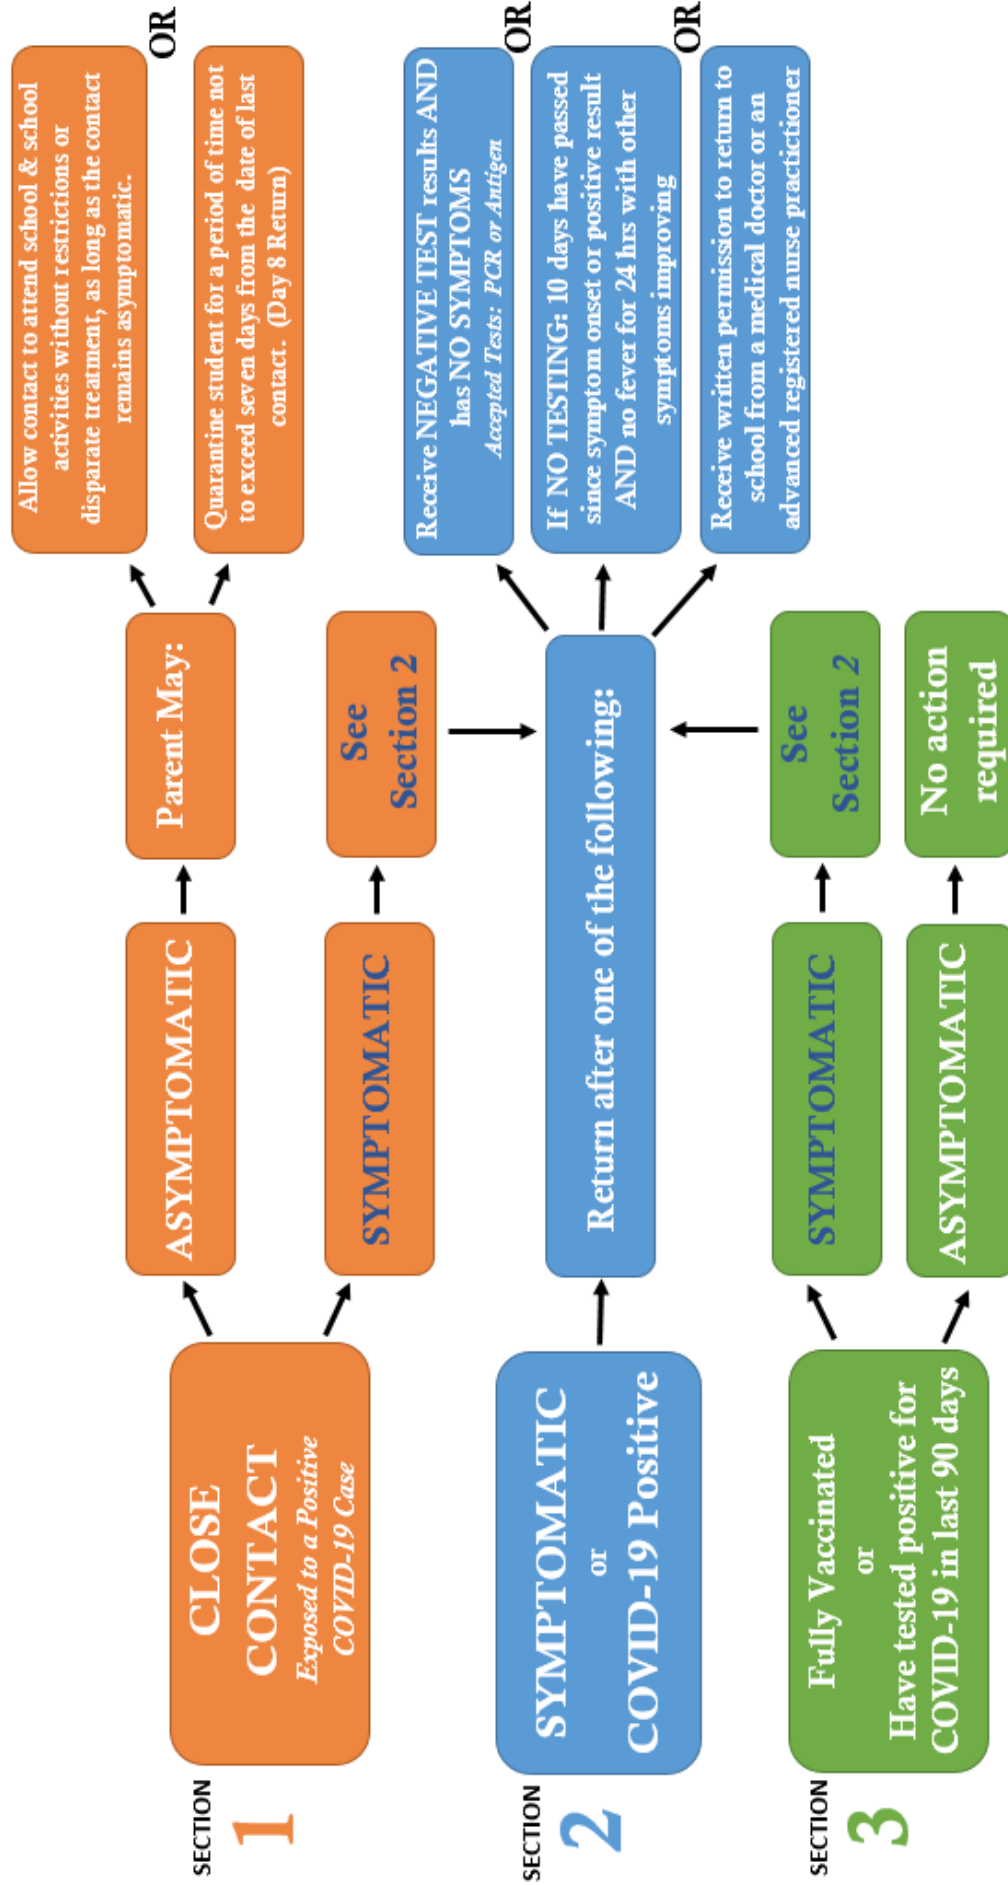 SECTION
1
CLOSE
CONTACT
Exposed to a Positive
COVID-19 Case
ASYMPTOMATIC
Parent May:
Allow contact to attend school & school
activities without restrictions or
disparate treatment, as long as the contact
remains asymptomatic.
OR
Quarantine student for a period of time not
to exceed seven days from the date of last
contact. (Day 8 Return)
SYMPTOMATIC
See
Section 2
SECTION
2
SYMPTOMATIC
or
COVID-19 Positive
Return after one of the following:
Receive NEGATIVE TEST results AND
has NO SYMPTOMS
Accepted Tests: PCR or Antigen
OR
If NO TESTING: 10 days have passed
since symptom onset or positive result
AND no fever for 24 hrs with other
symptoms improving
OR
Receive written permission to return to
school from a medical doctor or an
advanced registered nurse practictioner
SECTION
3
Fully Vaccinated
or
Have tested positive for
COVID-19 in last 90 days
SYMPTOMATIC
See
Section 2
ASYMPTOMATIC
No action
required